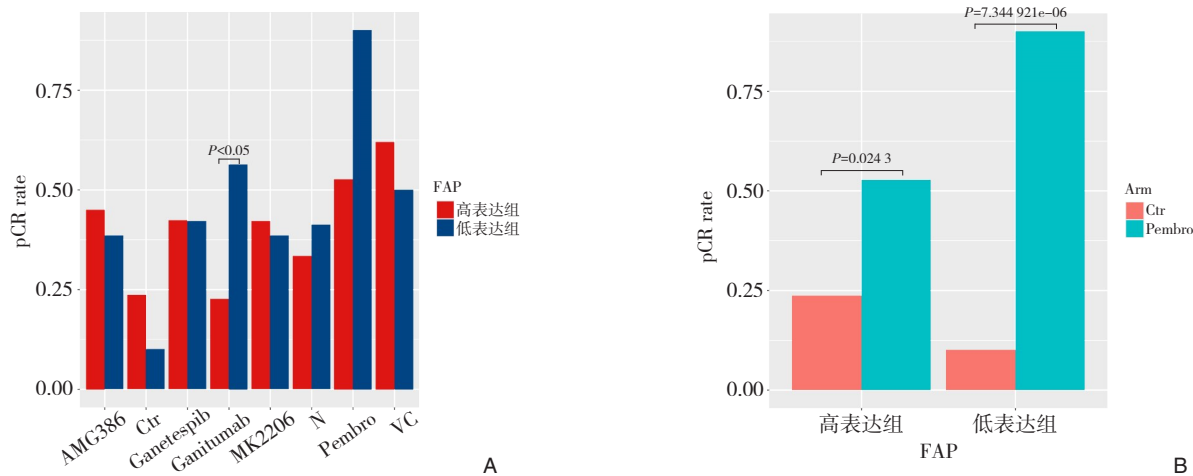 0.75
0.50
0.25
0.00
pCR rate
P<0.05
FAP
高表达组
低表达组
AMG386
Ctr
Ganetespib
Ganitumab
MK2206
N
Pembro
VC
A
P=7.344 921e-06
0.75
P=0.024 3
0.50
0.25
0.00
pCR rate
Arm
Ctr
Pembro
高表达组
低表达组
FAP
B